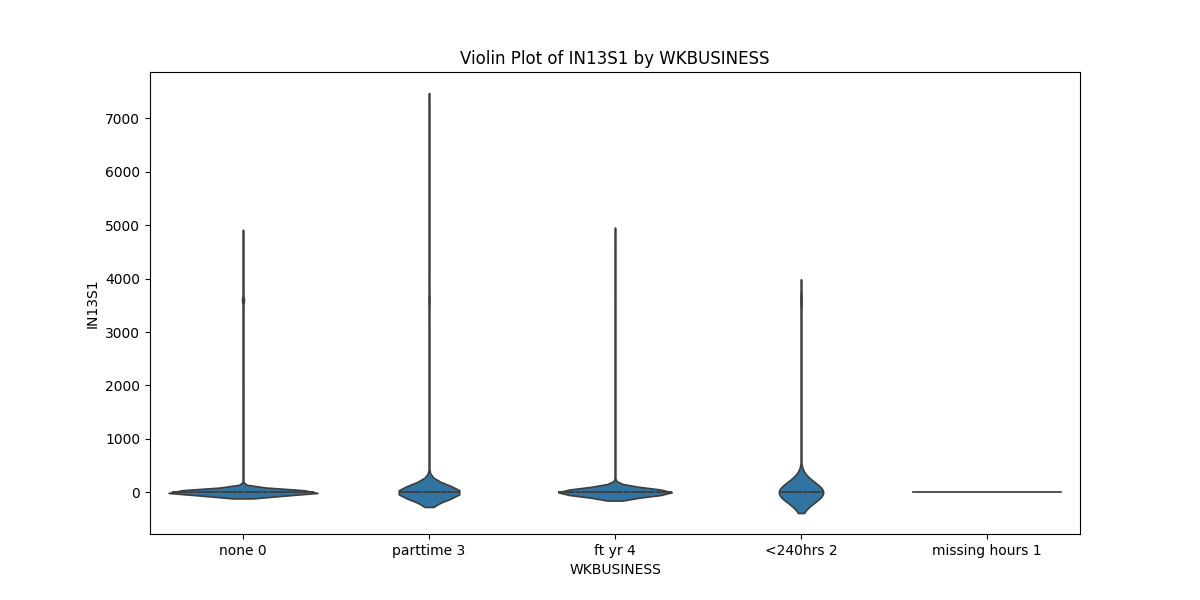 Violin Plot of IN13S1 by WKBUSINESS
7000
6000
5000
4000
3000
2000
1000
0
IN13S1
none 0
parttime 3
ft yr 4
<240hrs 2
missing hours 1
WKBUSINESS